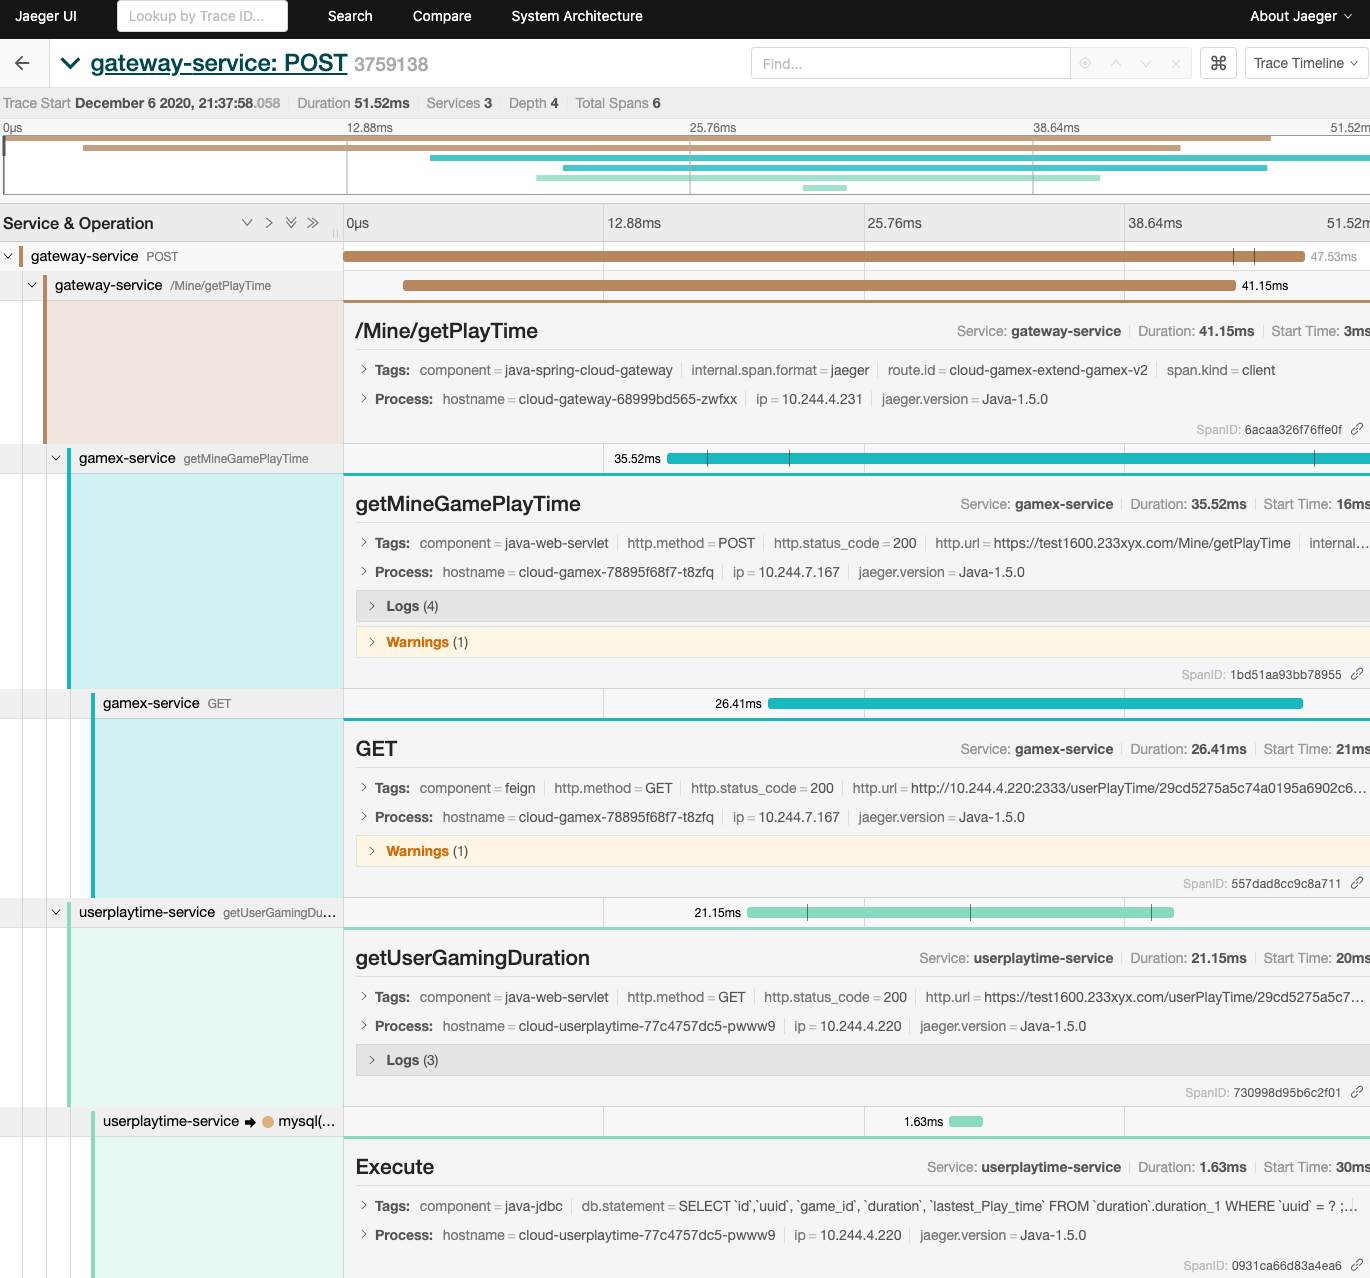 Jaeger UI Lookup by Trace ID... Search Compare System Architecture About Jaeger
gateway-service: POST 3759138 Find... ⌘ Trace Timeline
Trace Start December 6 2020, 21:37:58.058 Duration 51.52ms Services 3 Depth 4 Total Spans 6
0µs 12.88ms 25.76ms 38.64ms 51.52m
Service & Operation 0µs 12.88ms 25.76ms 38.64ms 51.52m
gateway-service POST 47.53ms
gateway-service /Mine/getPlayTime 41.15ms
/Mine/getPlayTime Service: gateway-service Duration: 41.15ms Start Time: 3ms
Tags: component = java-spring-cloud-gateway internal.span.format = jaeger route.id = cloud-gamex-extend-gamex-v2 span.kind = client
Process: hostname = cloud-gateway-68999bd565-zwfxx ip = 10.244.4.231 jaeger.version = Java-1.5.0
SpanID: 6acaa326f76ffe0f
gamex-service getMineGamePlayTime 35.52ms
getMineGamePlayTime Service: gamex-service Duration: 35.52ms Start Time: 16ms
Tags: component = java-web-servlet http.method = POST http.status_code = 200 http.url = https://test1600.233xyx.com/Mine/getPlayTime internal...
Process: hostname = cloud-gamex-78895f68f7-t8zfq ip = 10.244.7.167 jaeger.version = Java-1.5.0
Logs (4)
Warnings (1)
SpanID: 1bd51aa93bb78955
gamex-service GET 26.41ms
GET Service: gamex-service Duration: 26.41ms Start Time: 21ms
Tags: component = feign http.method = GET http.status_code = 200 http.url = http://10.244.4.220:2333/userPlayTime/29cd5275a5c74a0195a6902c6...
Process: hostname = cloud-gamex-78895f68f7-t8zfq ip = 10.244.7.167 jaeger.version = Java-1.5.0
Warnings (1)
SpanID: 557dad8cc9c8a711
userplaytime-service getUserGamingDu... 21.15ms
getUserGamingDuration Service: userplaytime-service Duration: 21.15ms Start Time: 20ms
Tags: component = java-web-servlet http.method = GET http.status_code = 200 http.url = https://test1600.233xyx.com/userPlayTime/29cd5275a5c7...
Process: hostname = cloud-userplaytime-77c4757dc5-pwww9 ip = 10.244.4.220 jaeger.version = Java-1.5.0
Logs (3)
SpanID: 730998d95b6c2f01
userplaytime-service mysql(... 1.63ms
Execute Service: userplaytime-service Duration: 1.63ms Start Time: 30ms
Tags: component = java-jdbc db.statement = SELECT `id`,`uuid`, `game_id`, `duration`, `lastest_Play_time` FROM `duration`.duration_1 WHERE `uuid` = ? ;...
Process: hostname = cloud-userplaytime-77c4757dc5-pwww9 ip = 10.244.4.220 jaeger.version = Java-1.5.0
SpanID: 0931ca66d83a4ea6